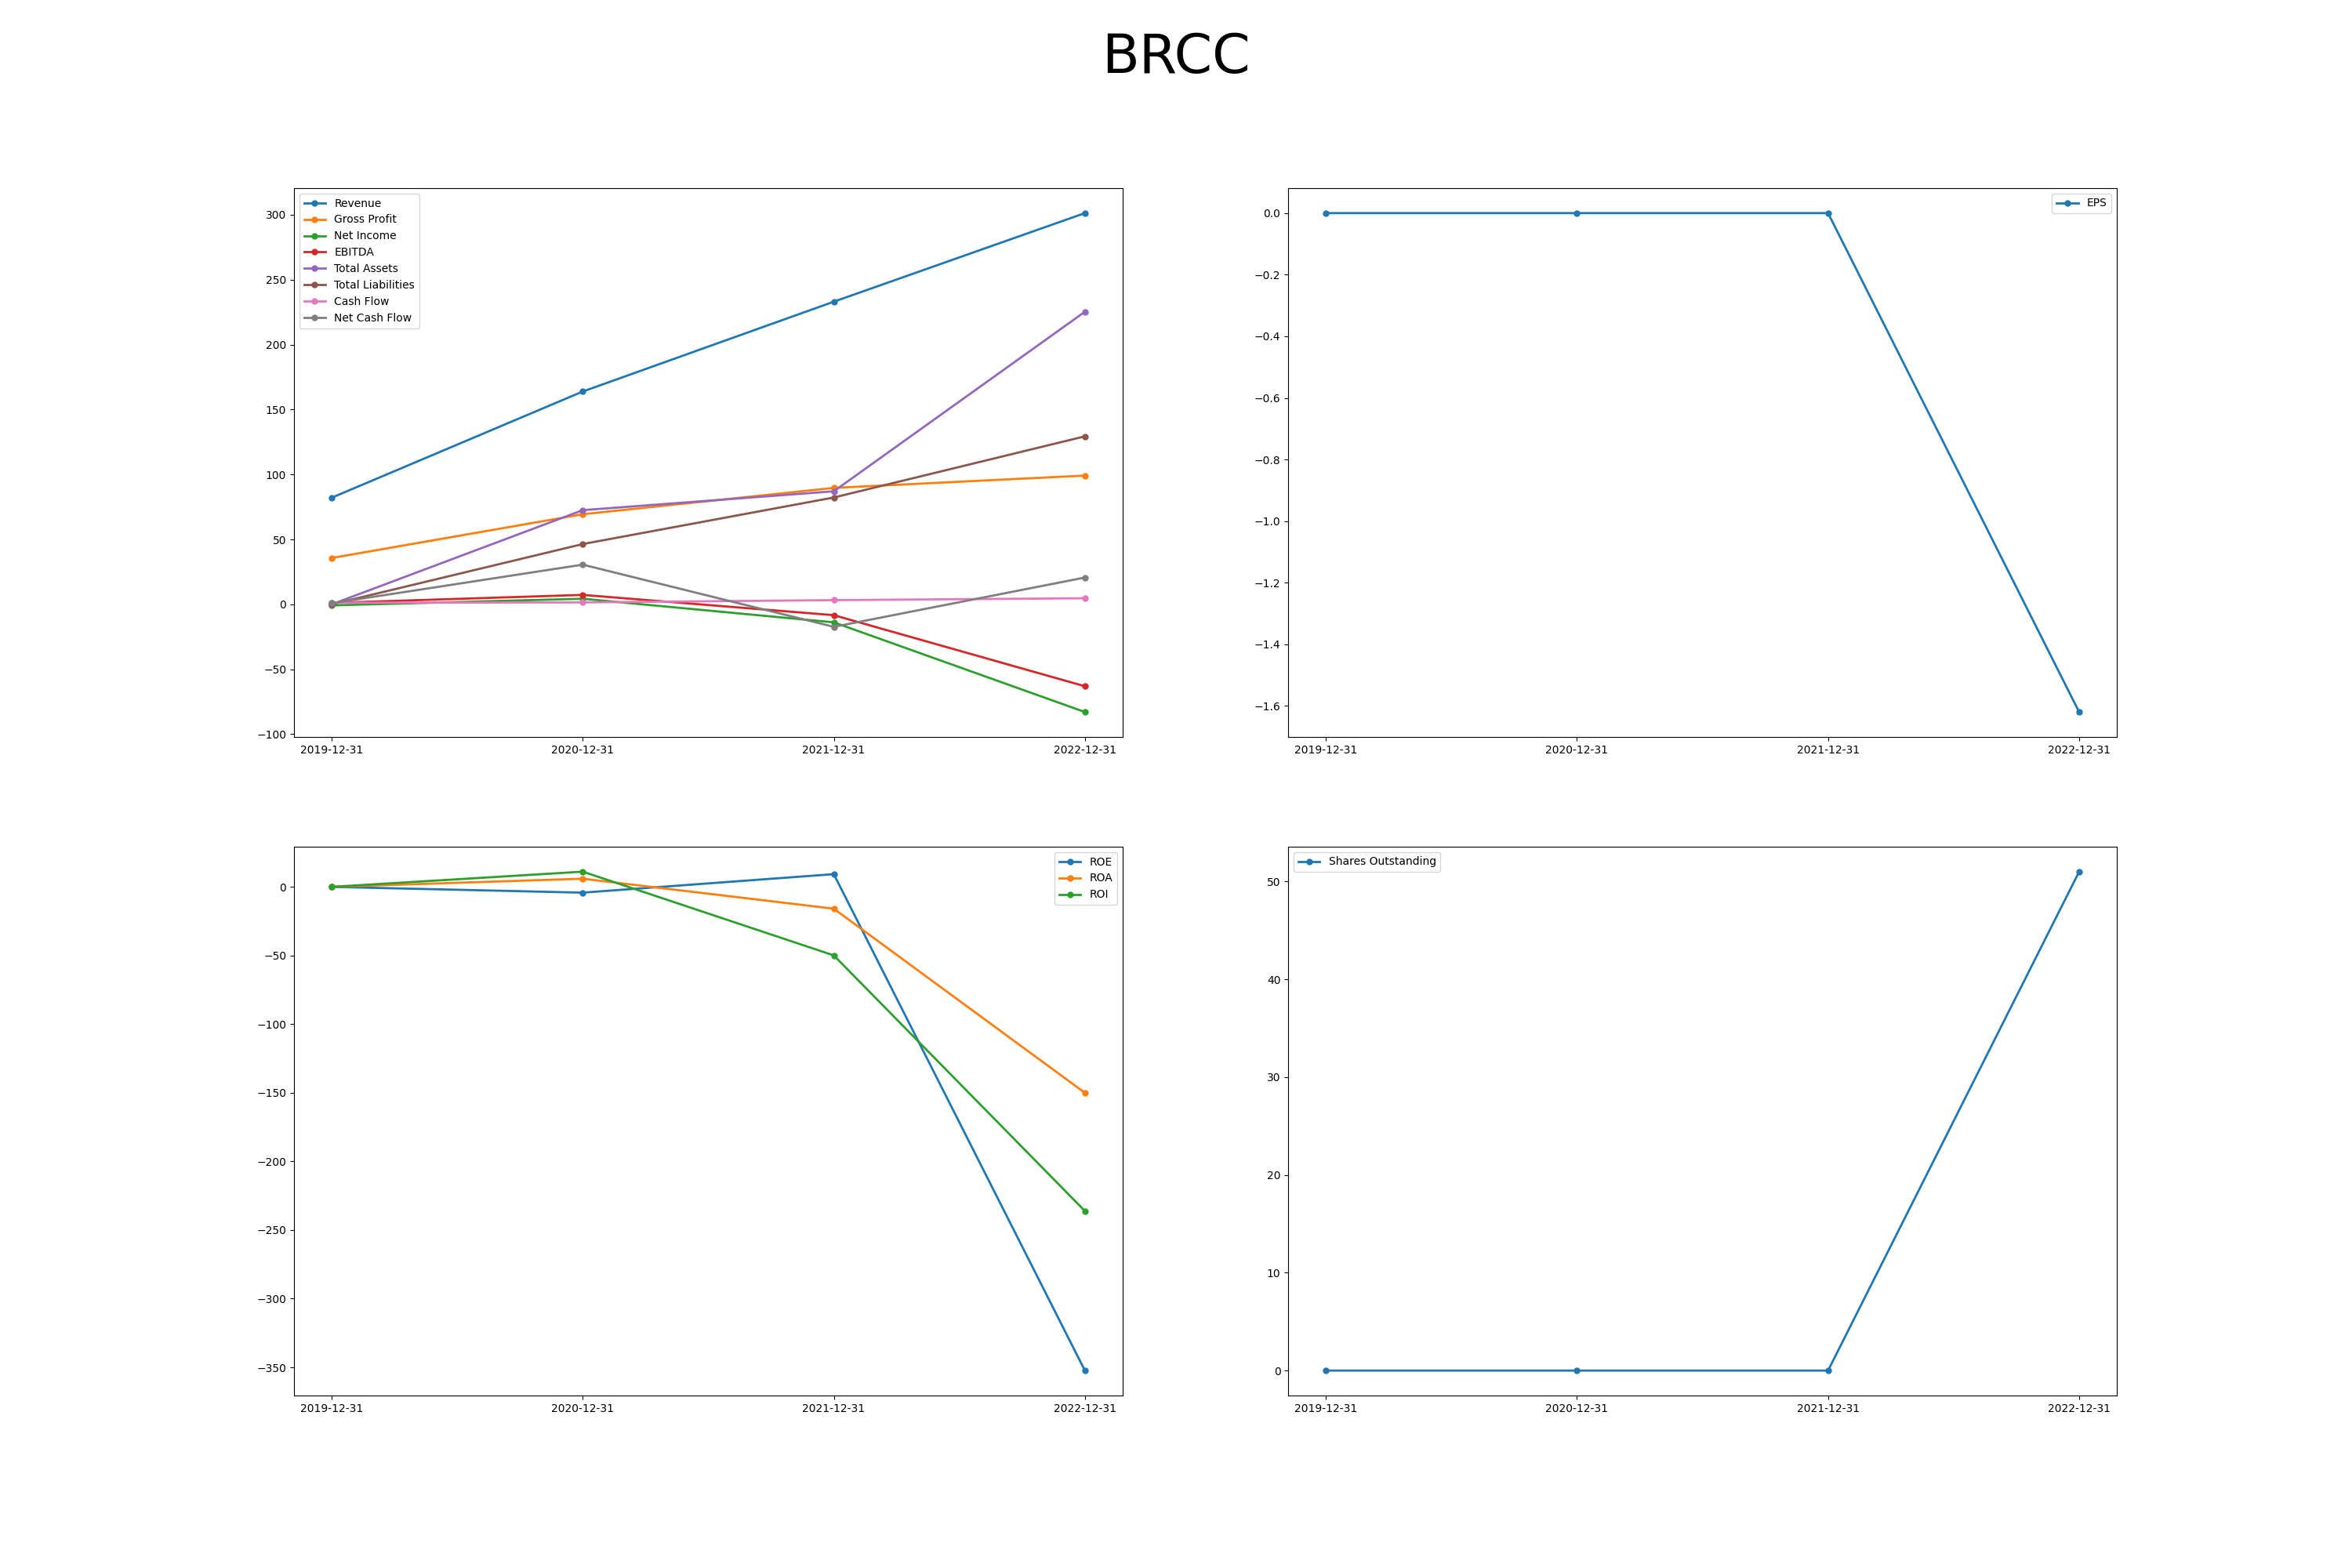 BRCC
Revenue
Gross Profit
Net Income
EBITDA
Total Assets
Total Liabilities
Cash Flow
Net Cash Flow
300
250
200
150
100
50
0
−50
−100
2019-12-31 2020-12-31 2021-12-31 2022-12-31
EPS
0.0
−0.2
−0.4
−0.6
−0.8
−1.0
−1.2
−1.4
−1.6
2019-12-31 2020-12-31 2021-12-31 2022-12-31
ROE
ROA
ROI
0
−50
−100
−150
−200
−250
−300
−350
2019-12-31 2020-12-31 2021-12-31 2022-12-31
Shares Outstanding
50
40
30
20
10
0
2019-12-31 2020-12-31 2021-12-31 2022-12-31